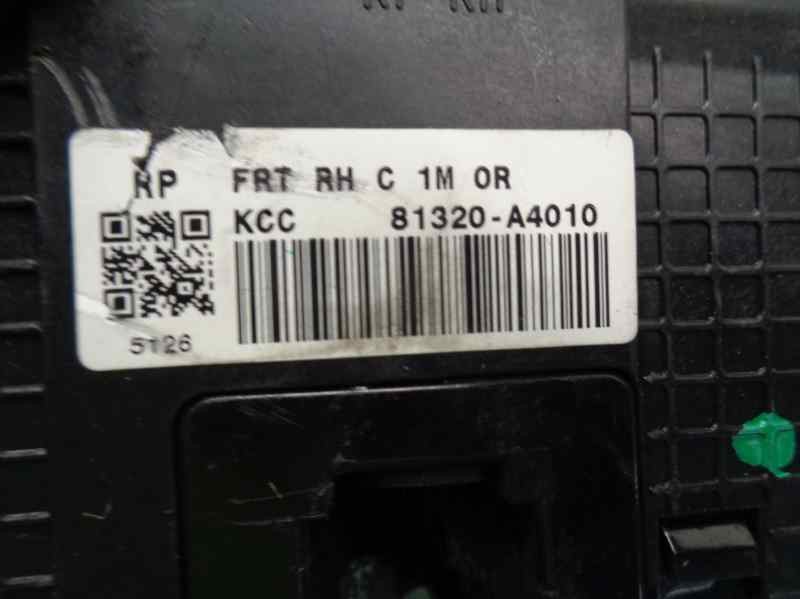 RP FRT RH C 1M OR
KCC 81320-A4010
5126